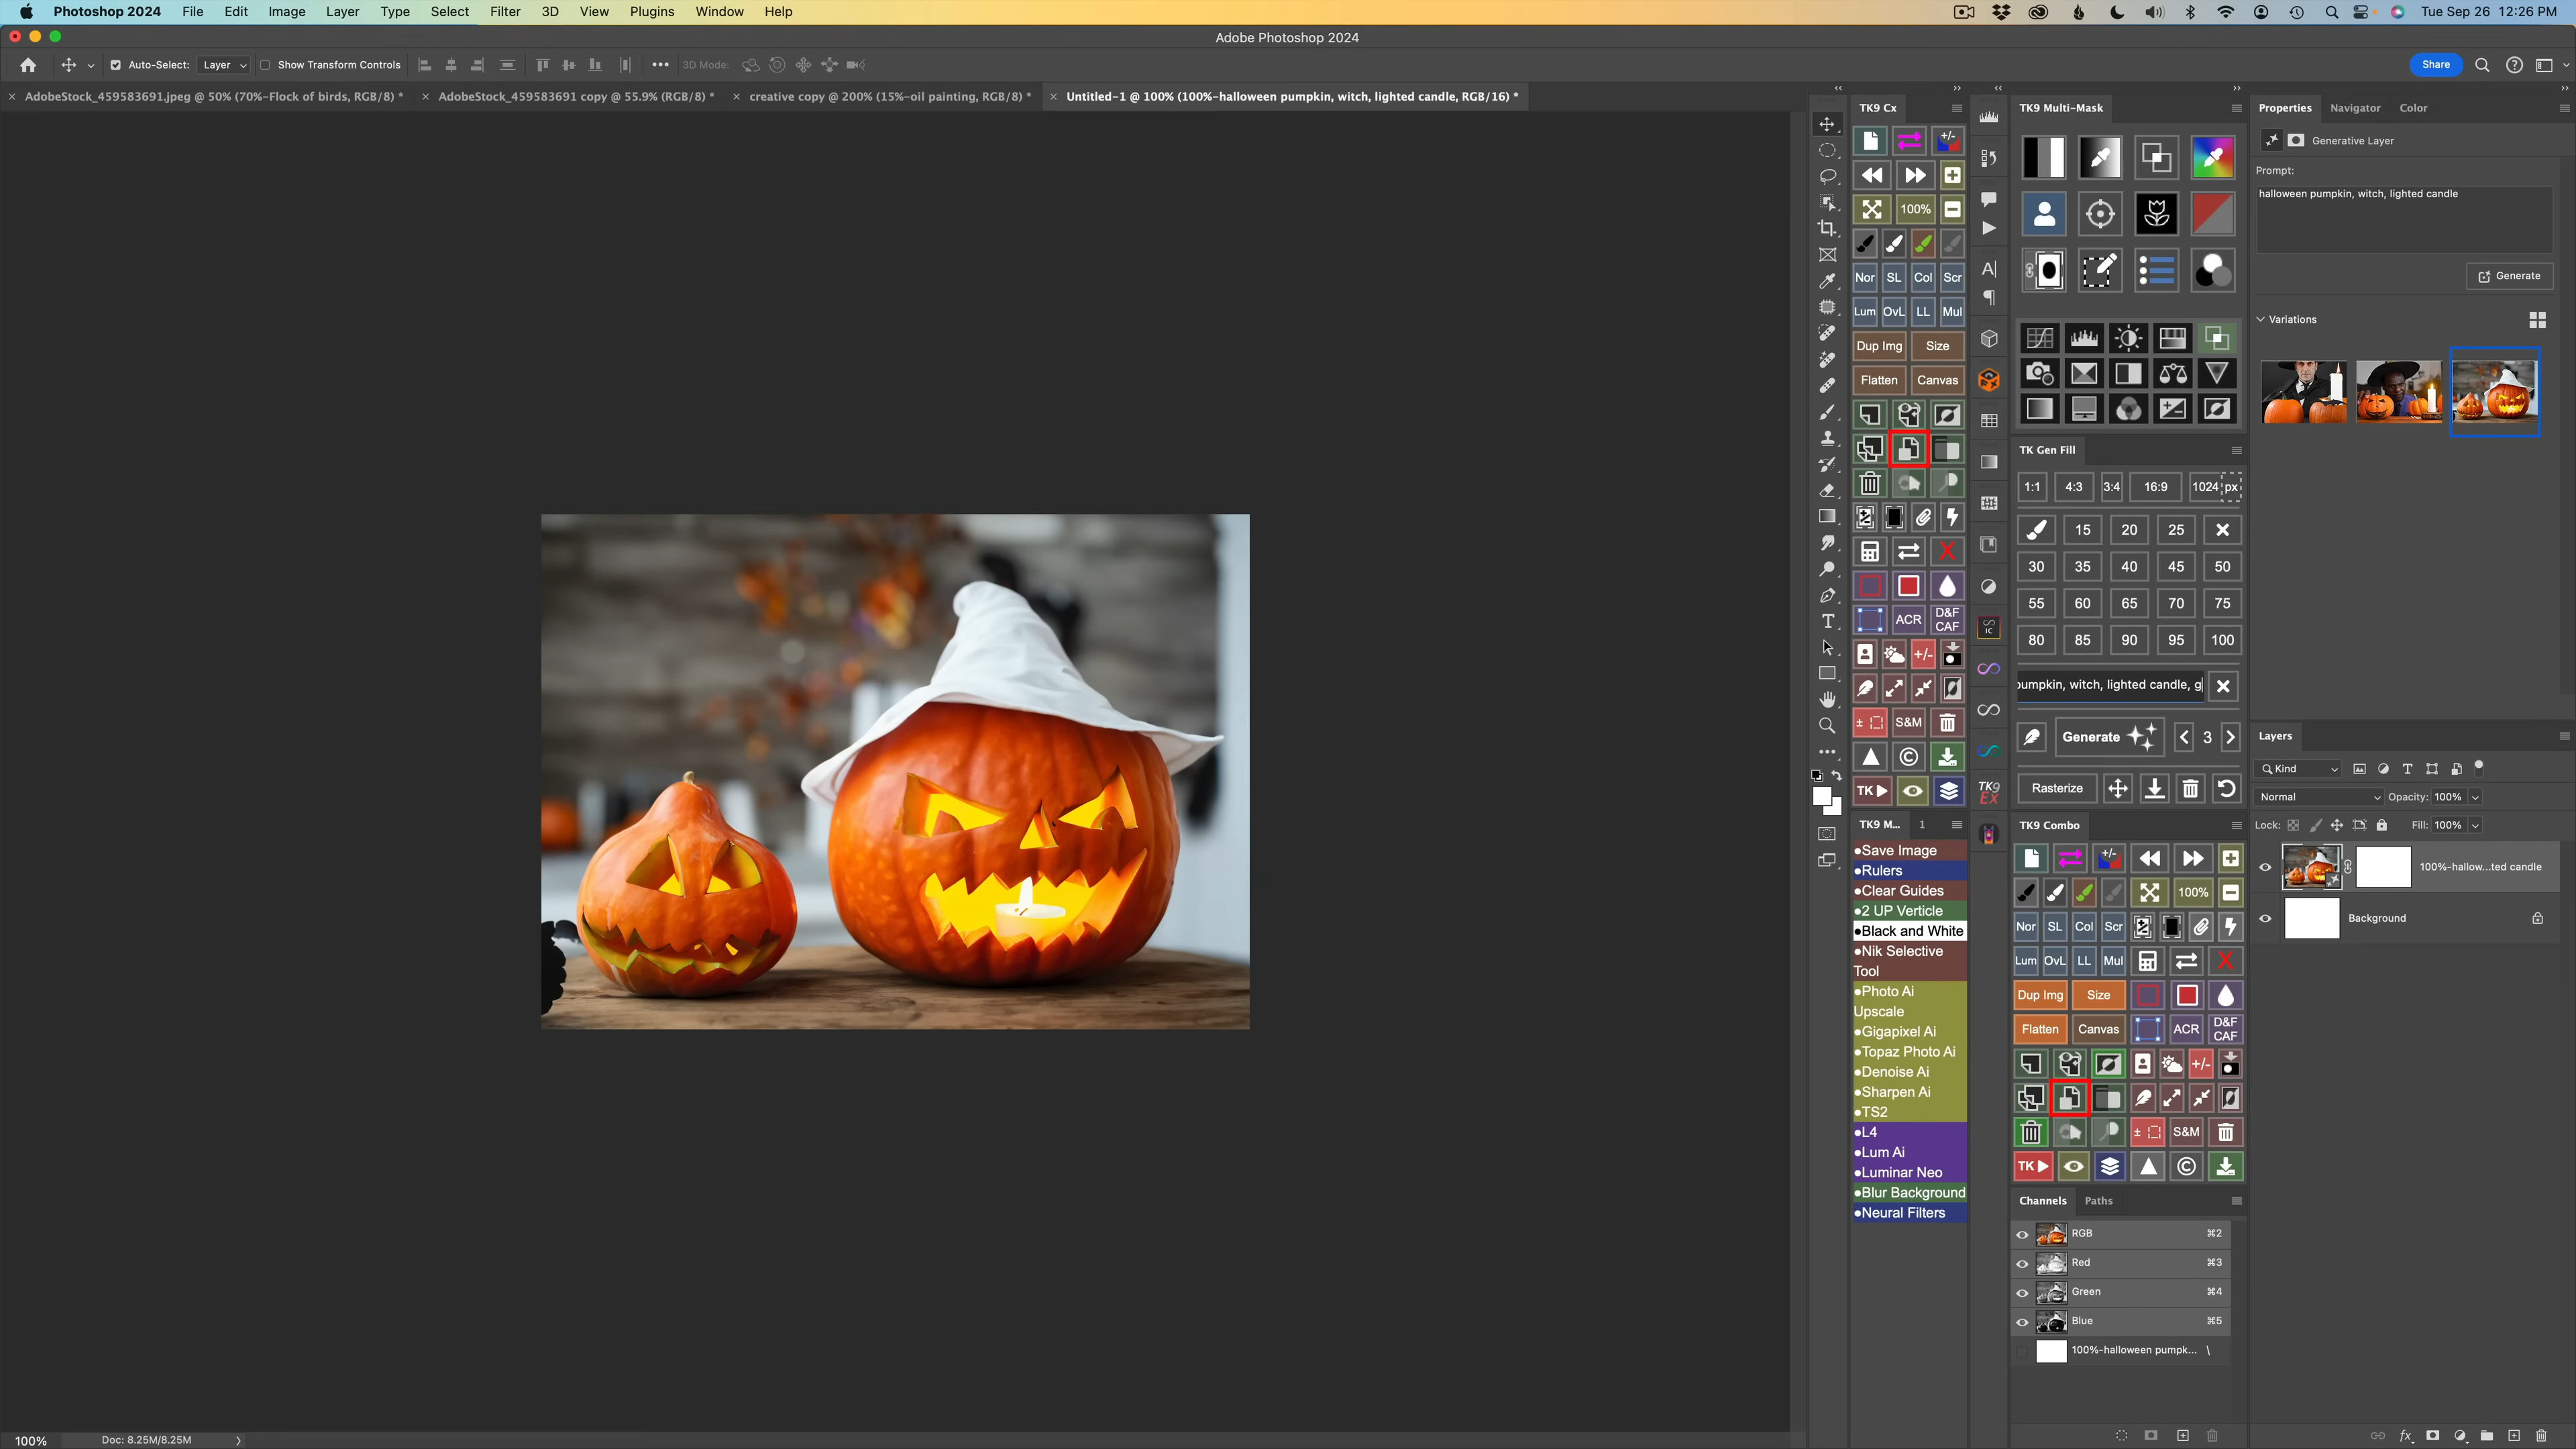 Photoshop 2024 File Edit Image Layer Type Select Filter 3D View Plugins Window Help Tue Sep 26 12:26 PM
Adobe Photoshop 2024
Auto-Select: Layer Show Transform Controls ••• 3D Mode: Share
× AdobeStock_459583691.jpeg @ 50% (70%-Flock of birds, RGB/8) * × AdobeStock_459583691 copy @ 55.9% (RGB/8) * × creative copy @ 200% (15%-oil painting, RGB/8) * × Untitled-1 @ 100% (100%-halloween pumpkin, witch, lighted candle, RGB/16) *
TK9 Cx
+/-
100%
Nor SL Col Scr
Lum OvL LL Mul
Dup Img Size
Flatten Canvas
X
ACR D&F CAF
+/-
± S&M
©
TK
TK9 M... 1
•Save Image
•Rulers
•Clear Guides
•2 UP Verticle
•Black and White
•Nik Selective
Tool
•Photo Ai
Upscale
•Gigapixel Ai
•Topaz Photo Ai
•Denoise Ai
•Sharpen Ai
•TS2
•L4
•Lum Ai
•Luminar Neo
•Blur Background
•Neural Filters
IC
TK9
EX
TK9 Multi-Mask
TK Gen Fill
1:1 4:3 3:4 16:9 1024 px
15 20 25
30 35 40 45 50
55 60 65 70 75
80 85 90 95 100
pumpkin, witch, lighted candle, g
Generate 3
Rasterize
TK9 Combo
+/-
100%
Nor SL Col Scr
Lum OvL LL Mul X
Dup Img Size
Flatten Canvas ACR D&F CAF
+/-
± S&M
TK ©
Channels Paths
RGB ⌘2
Red ⌘3
Green ⌘4
Blue ⌘5
100%-halloween pumpk... \
Properties Navigator Color
Generative Layer
Prompt:
halloween pumpkin, witch, lighted candle
Generate
Variations
Layers
Kind
Normal Opacity: 100%
Lock: Fill: 100%
100%-hallow...ted candle
Background
fx
100% Doc: 8.25M/8.25M